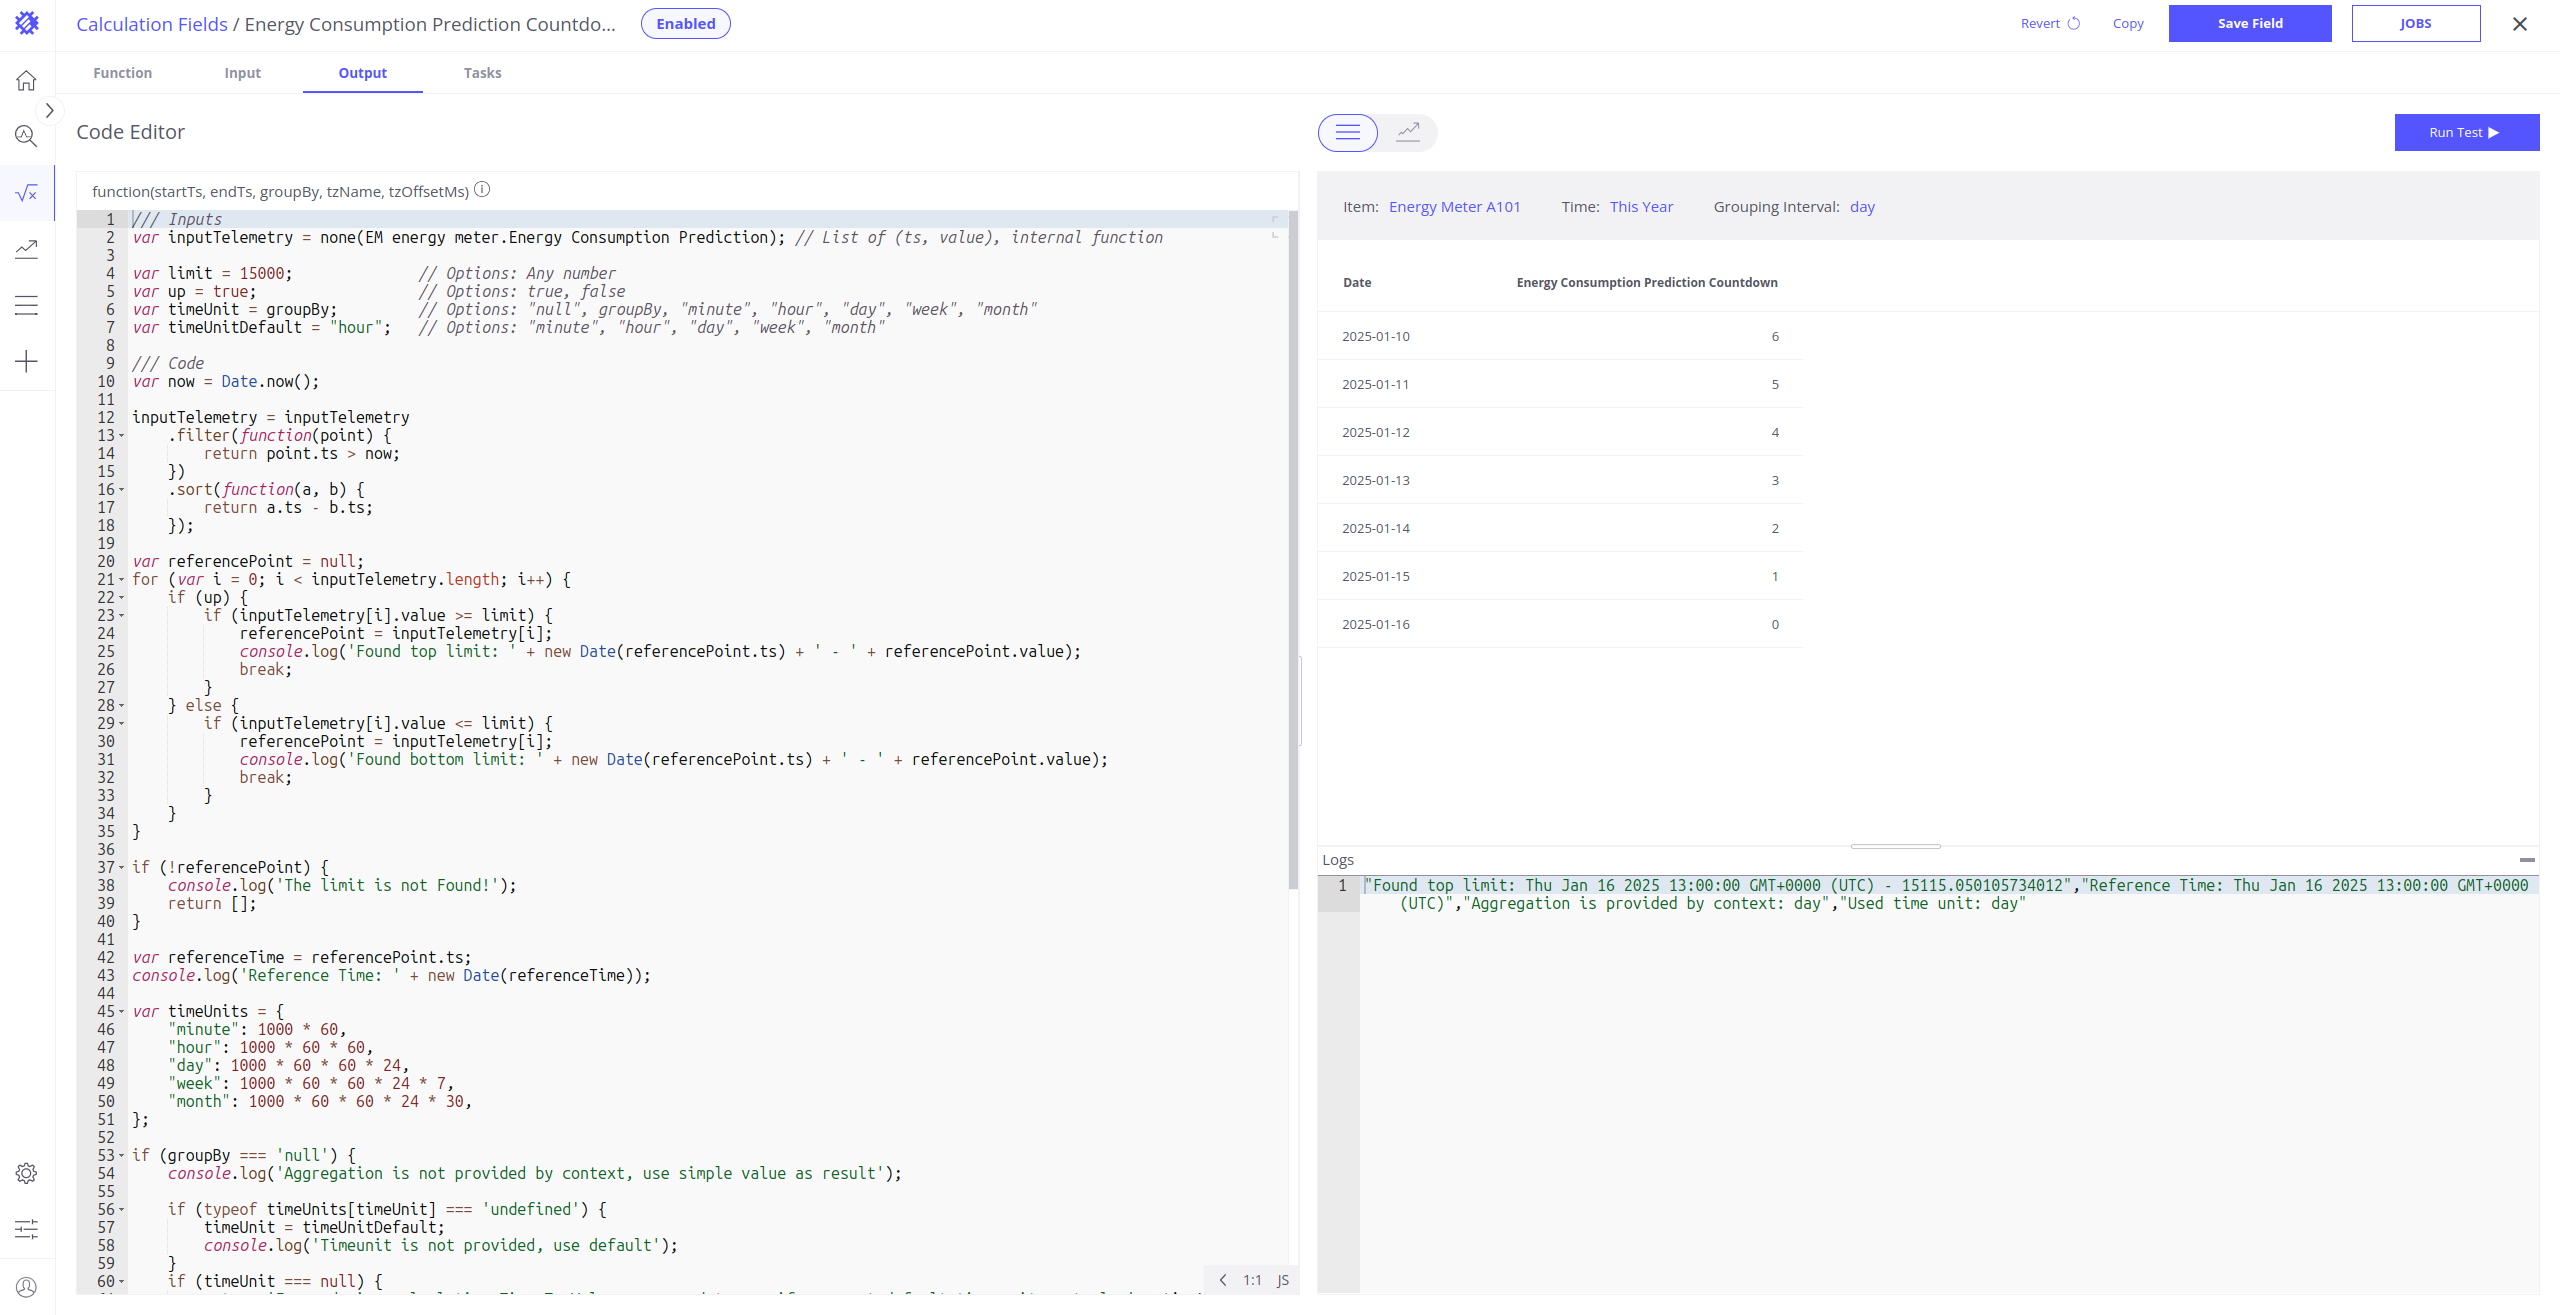 Calculation Fields / Energy Consumption Prediction Countdo... Enabled Revert Copy Save Field JOBS
Function Input Output Tasks
Code Editor
Run Test
function(startTs, endTs, groupBy, tzName, tzOffsetMs)
1 /// Inputs
2 var inputTelemetry = none(EM energy meter.Energy Consumption Prediction); // List of (ts, value), internal function
3
4 var limit = 15000; // Options: Any number
5 var up = true; // Options: true, false
6 var timeUnit = groupBy; // Options: "null", groupBy, "minute", "hour", "day", "week", "month"
7 var timeUnitDefault = "hour"; // Options: "minute", "hour", "day", "week", "month"
8
9 /// Code
10 var now = Date.now();
11
12 inputTelemetry = inputTelemetry
13 .filter(function(point) {
14 return point.ts > now;
15 })
16 .sort(function(a, b) {
17 return a.ts - b.ts;
18 });
19
20 var referencePoint = null;
21 for (var i = 0; i < inputTelemetry.length; i++) {
22 if (up) {
23 if (inputTelemetry[i].value >= limit) {
24 referencePoint = inputTelemetry[i];
25 console.log('Found top limit: ' + new Date(referencePoint.ts) + ' - ' + referencePoint.value);
26 break;
27 }
28 } else {
29 if (inputTelemetry[i].value <= limit) {
30 referencePoint = inputTelemetry[i];
31 console.log('Found bottom limit: ' + new Date(referencePoint.ts) + ' - ' + referencePoint.value);
32 break;
33 }
34 }
35 }
36
37 if (!referencePoint) {
38 console.log('The limit is not Found!');
39 return [];
40 }
41
42 var referenceTime = referencePoint.ts;
43 console.log('Reference Time: ' + new Date(referenceTime));
44
45 var timeUnits = {
46 "minute": 1000 * 60,
47 "hour": 1000 * 60 * 60,
48 "day": 1000 * 60 * 60 * 24,
49 "week": 1000 * 60 * 60 * 24 * 7,
50 "month": 1000 * 60 * 60 * 24 * 30,
51 };
52
53 if (groupBy === 'null') {
54 console.log('Aggregation is not provided by context, use simple value as result');
55
56 if (typeof timeUnits[timeUnit] === 'undefined') {
57 timeUnit = timeUnitDefault;
58 console.log('Timeunit is not provided, use default');
59 }
60 if (timeUnit === null) {
1:1 JS
Item: Energy Meter A101 Time: This Year Grouping Interval: day
Date Energy Consumption Prediction Countdown
2025-01-10 6
2025-01-11 5
2025-01-12 4
2025-01-13 3
2025-01-14 2
2025-01-15 1
2025-01-16 0
Logs
1 "Found top limit: Thu Jan 16 2025 13:00:00 GMT+0000 (UTC) - 15115.050105734012","Reference Time: Thu Jan 16 2025 13:00:00 GMT+0000
(UTC)","Aggregation is provided by context: day","Used time unit: day"